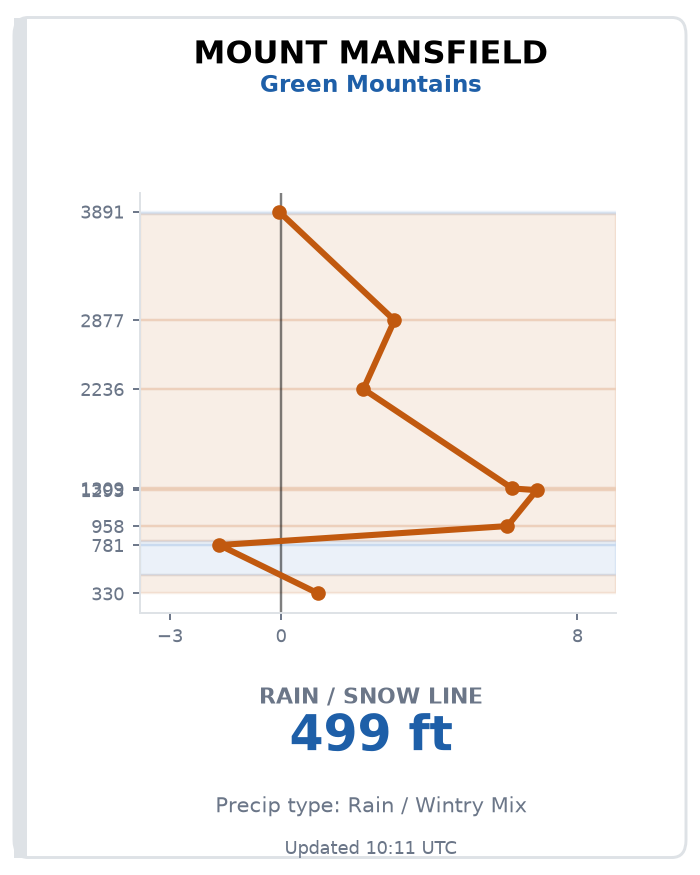 MOUNT MANSFIELD
Green Mountains
3891
2877
2236
958
781
330
−3 0 8
RAIN / SNOW LINE
499 ft
Precip type: Rain / Wintry Mix
Updated 10:11 UTC